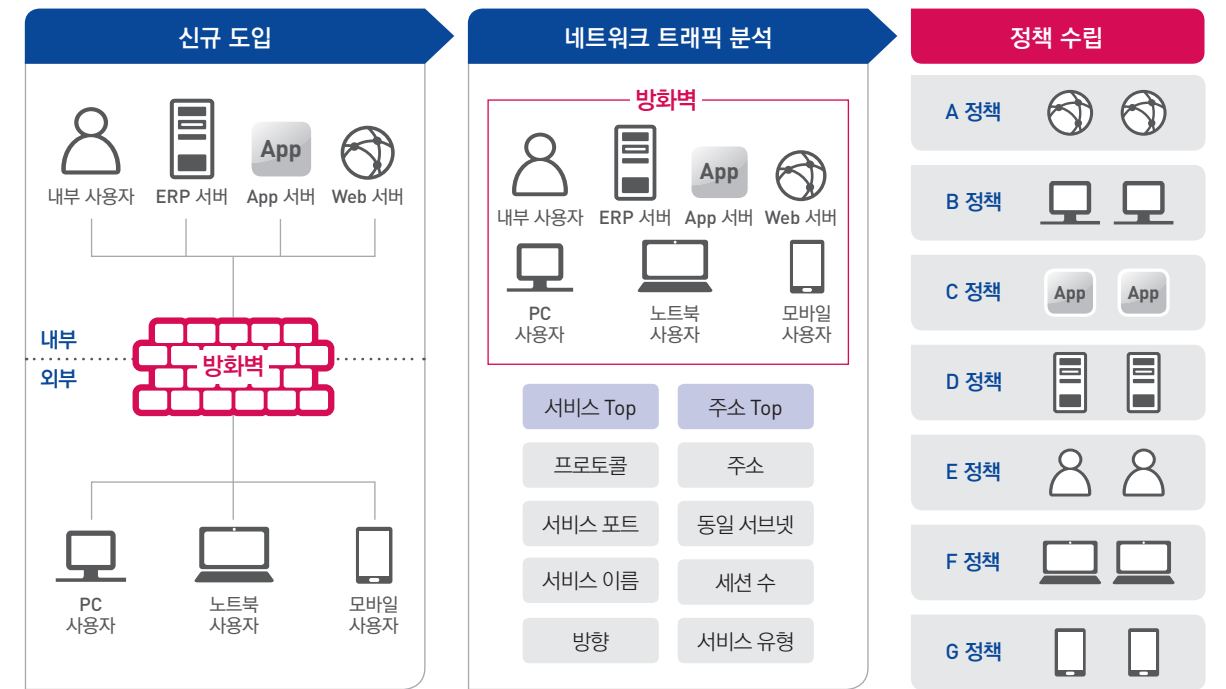 신규 도입
App
내부 사용자 ERP 서버 App 서버 Web 서버
내부
방화벽
외부
PC
사용자
노트북
사용자
모바일
사용자
네트워크 트래픽 분석
방화벽
App
내부 사용자 ERP 서버 App 서버 Web 서버
PC
사용자
노트북
사용자
모바일
사용자
서비스 Top 주소 Top
프로토콜 주소
서비스 포트 동일 서브넷
서비스 이름 세션 수
방향 서비스 유형
정책 수립
A 정책
B 정책
C 정책 App App
D 정책
E 정책
F 정책
G 정책